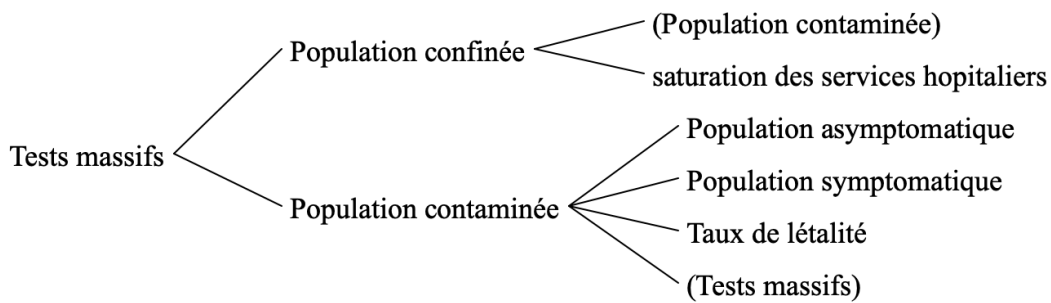 Tests massifs
Population confinée
(Population contaminée)
saturation des services hopitaliers
Population contaminée
Population asymptomatique
Population symptomatique
Taux de létalité
(Tests massifs)